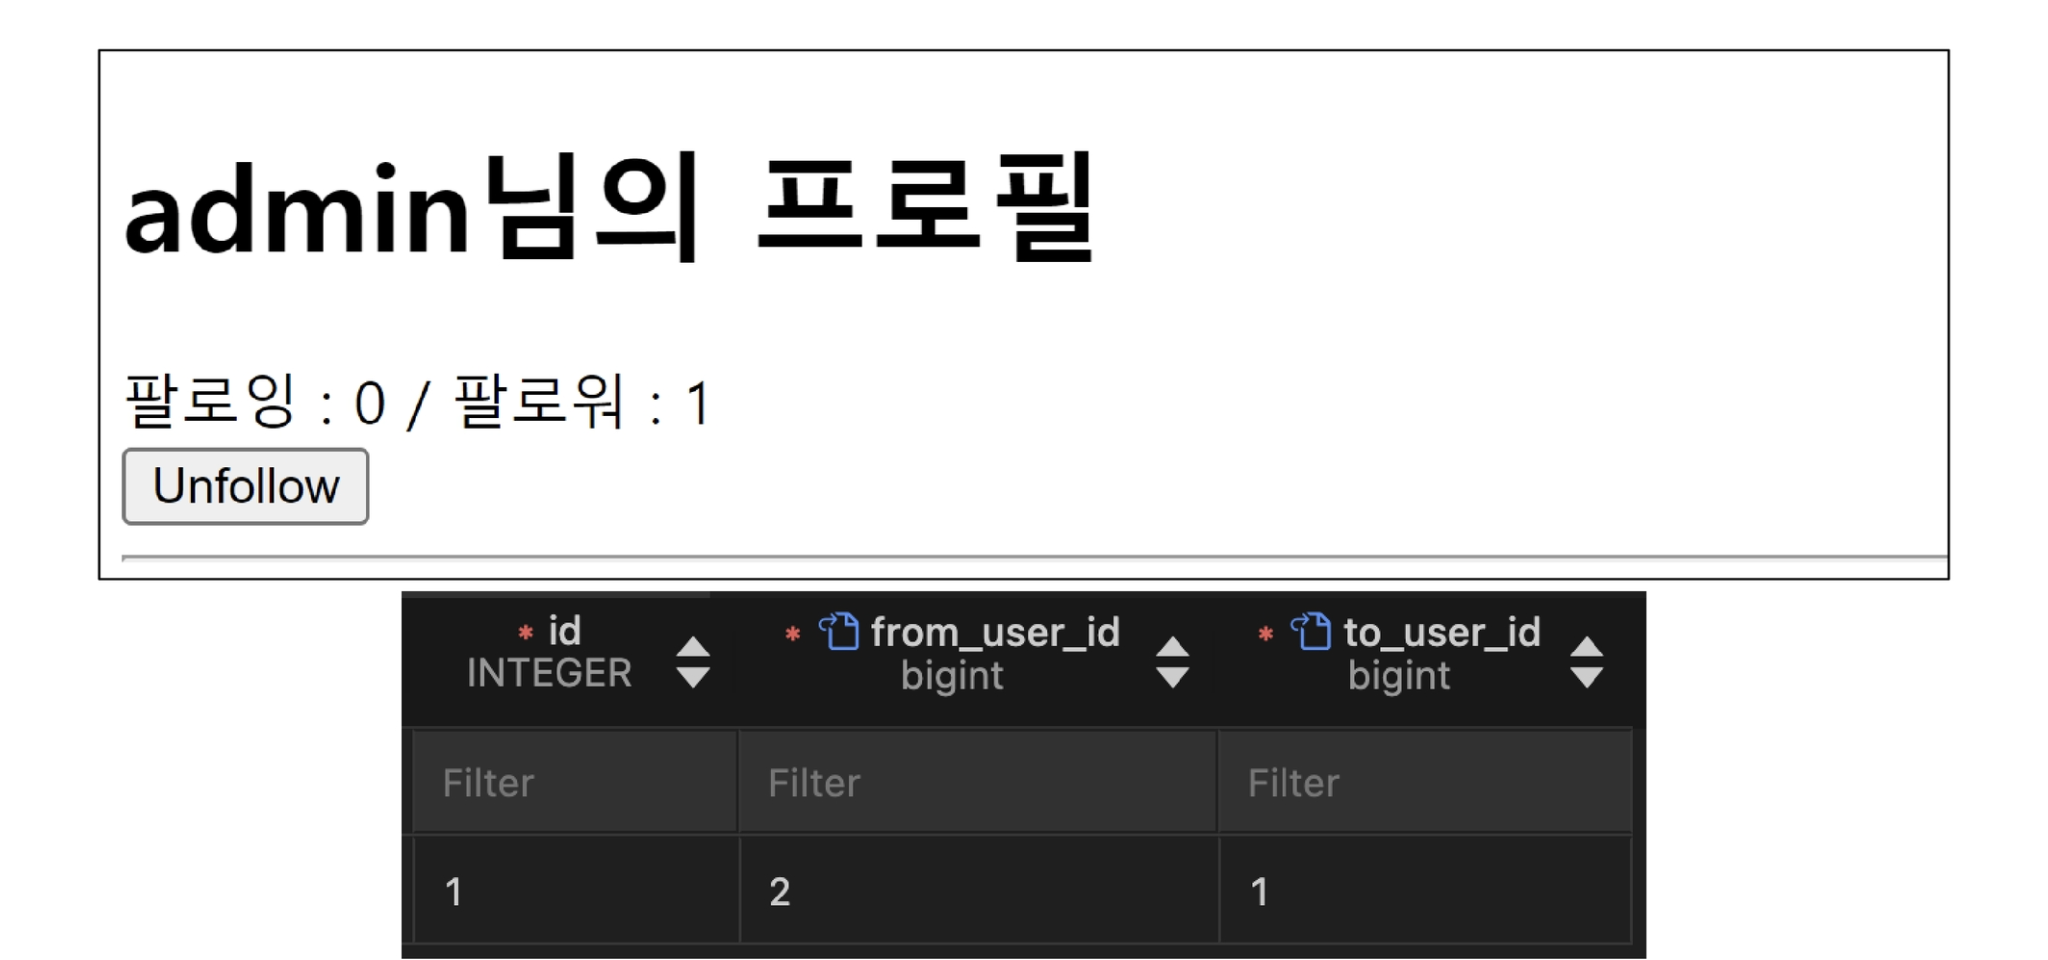 admin님의 프로필
팔로잉 : 0 / 팔로워 : 1
Unfollow
* id * from_user_id * to_user_id
INTEGER bigint bigint
Filter Filter Filter
1 2 1